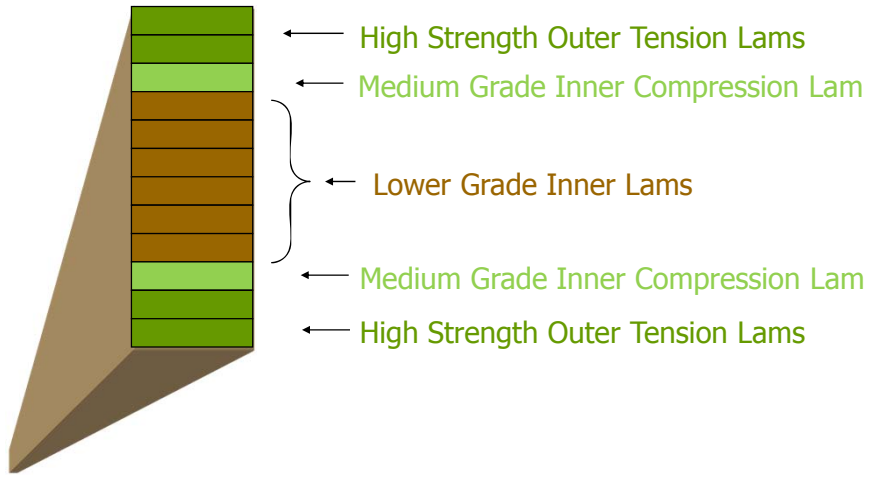 High Strength Outer Tension Lams
Medium Grade Inner Compression Lam
Lower Grade Inner Lams
Medium Grade Inner Compression Lam
High Strength Outer Tension Lams